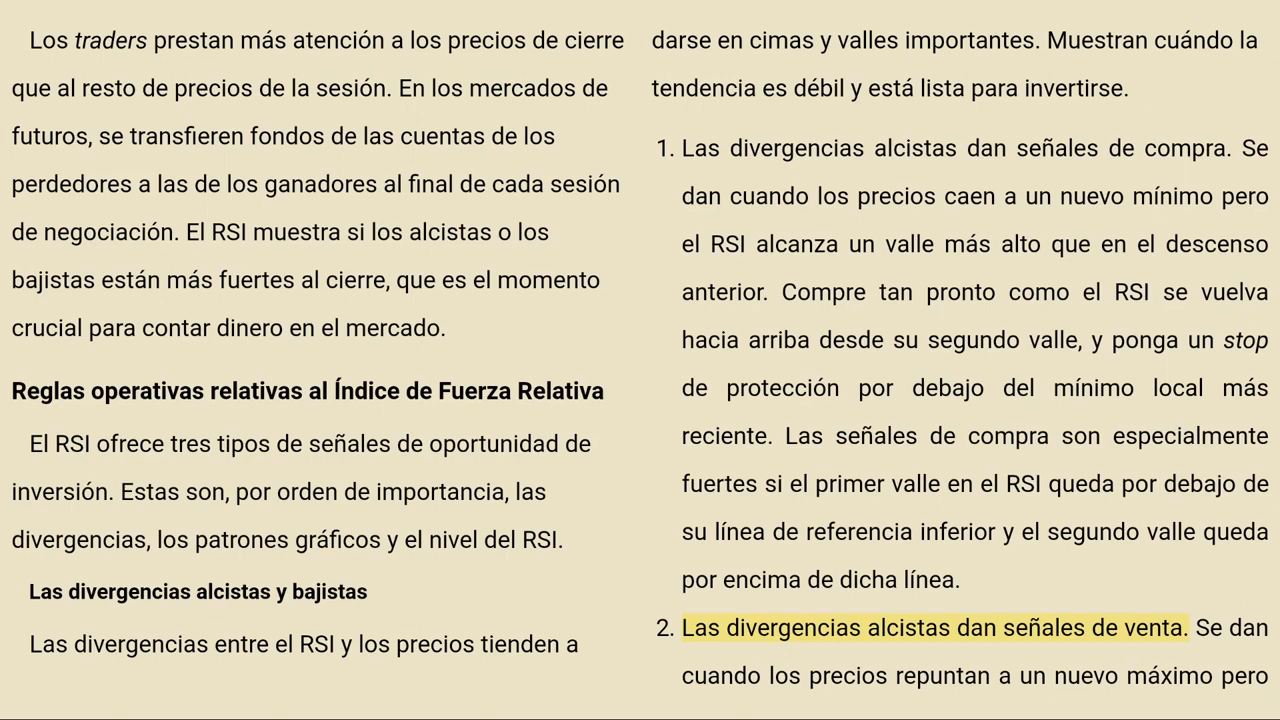 Los traders prestan más atención a los precios de cierre
que al resto de precios de la sesión. En los mercados de
futuros, se transfieren fondos de las cuentas de los
perdedores a las de los ganadores al final de cada sesión
de negociación. El RSI muestra si los alcistas o los
bajistas están más fuertes al cierre, que es el momento
crucial para contar dinero en el mercado.
Reglas operativas relativas al Índice de Fuerza Relativa
El RSI ofrece tres tipos de señales de oportunidad de
inversión. Estas son, por orden de importancia, las
divergencias, los patrones gráficos y el nivel del RSI.
Las divergencias alcistas y bajistas
Las divergencias entre el RSI y los precios tienden a
darse en cimas y valles importantes. Muestran cuándo la
tendencia es débil y está lista para invertirse.
1. Las divergencias alcistas dan señales de compra. Se
dan cuando los precios caen a un nuevo mínimo pero
el RSI alcanza un valle más alto que en el descenso
anterior. Compre tan pronto como el RSI se vuelva
hacia arriba desde su segundo valle, y ponga un stop
de protección por debajo del mínimo local más
reciente. Las señales de compra son especialmente
fuertes si el primer valle en el RSI queda por debajo de
su línea de referencia inferior y el segundo valle queda
por encima de dicha línea.
2. Las divergencias alcistas dan señales de venta. Se dan
cuando los precios repuntan a un nuevo máximo pero